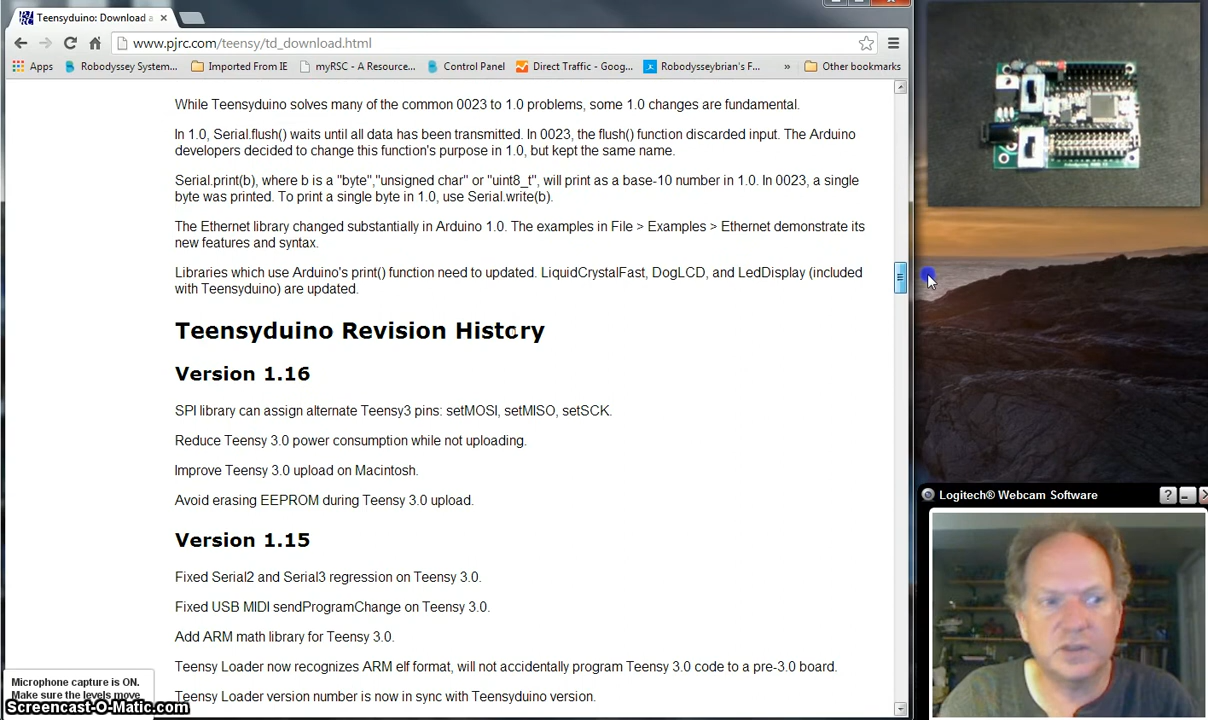 Teensyduino: Download a
www.pjrc.com/teensy/td_download.html
Apps Robodyssey System... Imported From IE myRSC - A Resource... Control Panel Direct Traffic - Goog... Robodysseybrian's F... » Other bookmarks
While Teensyduino solves many of the common 0023 to 1.0 problems, some 1.0 changes are fundamental.
In 1.0, Serial.flush() waits until all data has been transmitted. In 0023, the flush() function discarded input. The Arduino
developers decided to change this function's purpose in 1.0, but kept the same name.
Serial.print(b), where b is a "byte","unsigned char" or "uint8_t", will print as a base-10 number in 1.0. In 0023, a single
byte was printed. To print a single byte in 1.0, use Serial.write(b).
The Ethernet library changed substantially in Arduino 1.0. The examples in File > Examples > Ethernet demonstrate its
new features and syntax.
Libraries which use Arduino's print() function need to updated. LiquidCrystalFast, DogLCD, and LedDisplay (included
with Teensyduino) are updated.
Teensyduino Revision History
Version 1.16
SPI library can assign alternate Teensy3 pins: setMOSI, setMISO, setSCK.
Reduce Teensy 3.0 power consumption while not uploading.
Improve Teensy 3.0 upload on Macintosh.
Avoid erasing EEPROM during Teensy 3.0 upload.
Version 1.15
Fixed Serial2 and Serial3 regression on Teensy 3.0.
Fixed USB MIDI sendProgramChange on Teensy 3.0.
Add ARM math library for Teensy 3.0.
Teensy Loader now recognizes ARM elf format, will not accidentally program Teensy 3.0 code to a pre-3.0 board.
Teensy Loader version number is now in sync with Teensyduino version.
Logitech® Webcam Software
Microphone capture is ON.
Make sure the levels move
Screencast-O-Matic.com